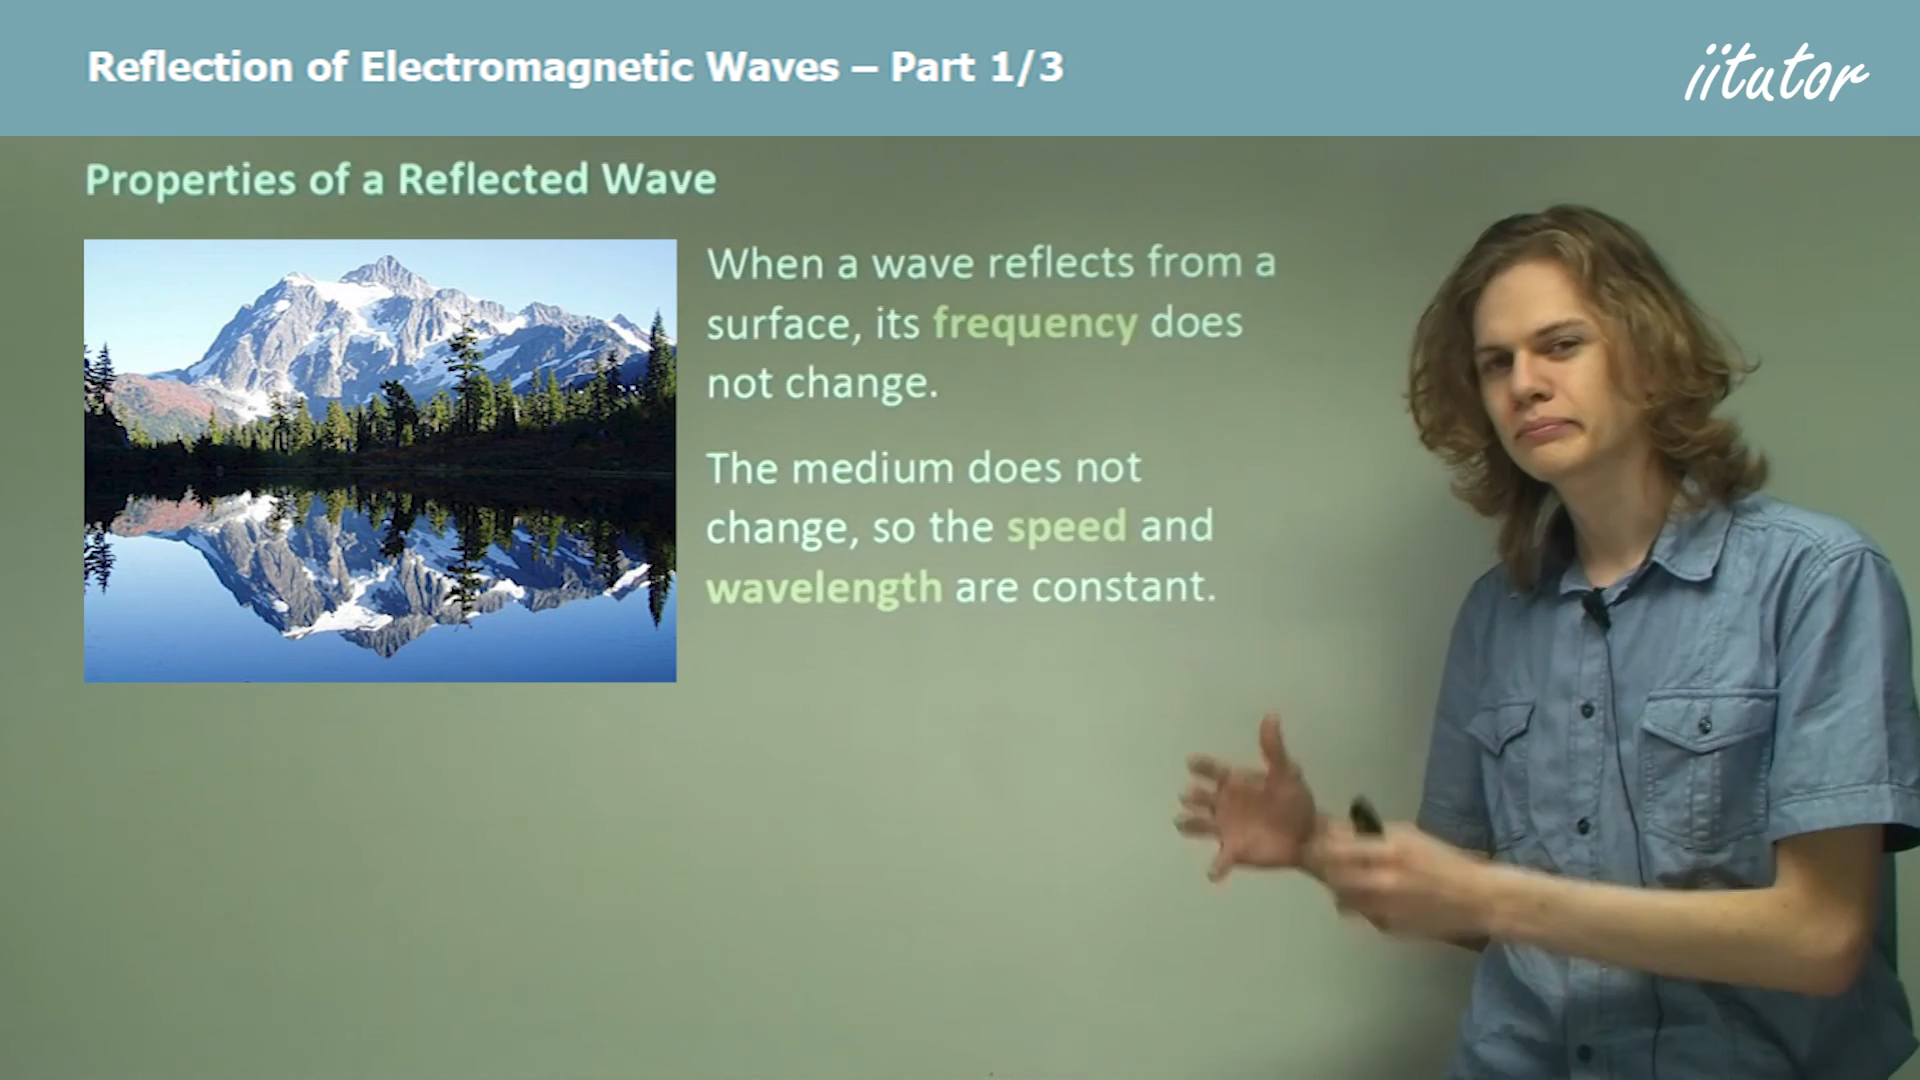 Reflection of Electromagnetic Waves – Part 1/3
iitutor
Properties of a Reflected Wave
When a wave reflects from a
surface, its frequency does
not change.
The medium does not
change, so the speed and
wavelength are constant.